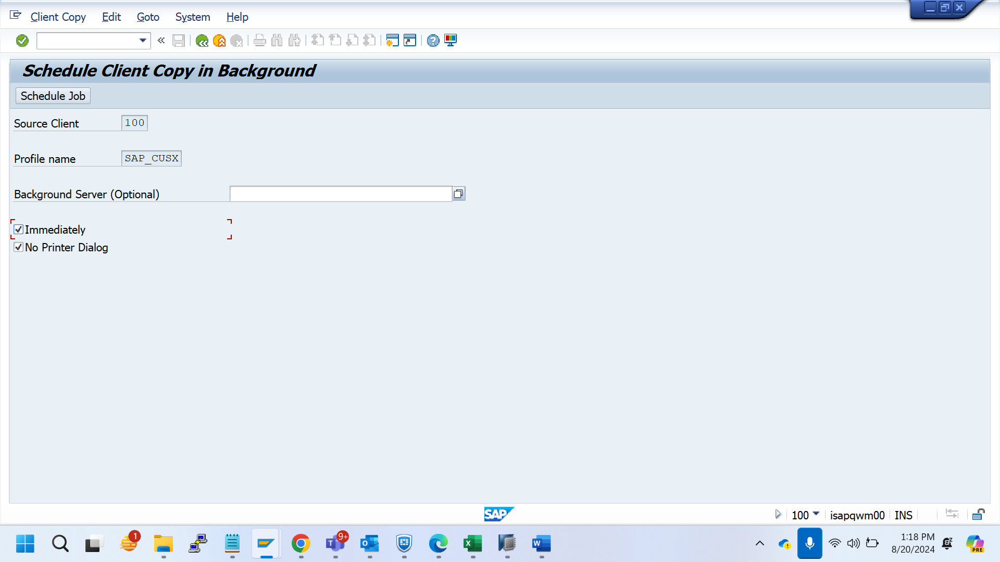 Client Copy Edit Goto System Help
Schedule Client Copy in Background
Schedule Job
Source Client 100
Profile name SAP_CUSX
Background Server (Optional)
Immediately
No Printer Dialog
SAP
100 isapqwm00 INS
1
9+
T
O
X
W
1:18 PM
8/20/2024
PRE